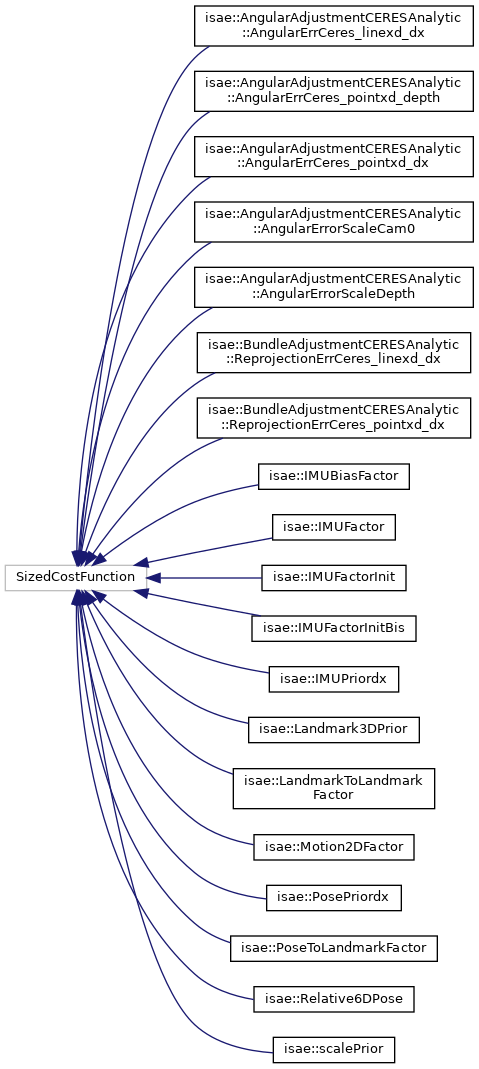 isae::AngularAdjustmentCERESAnalytic
::AngularErrCeres_linexd_dx
isae::AngularAdjustmentCERESAnalytic
::AngularErrCeres_pointxd_depth
isae::AngularAdjustmentCERESAnalytic
::AngularErrCeres_pointxd_dx
isae::AngularAdjustmentCERESAnalytic
::AngularErrorScaleCam0
isae::AngularAdjustmentCERESAnalytic
::AngularErrorScaleDepth
isae::BundleAdjustmentCERESAnalytic
::ReprojectionErrCeres_linexd_dx
isae::BundleAdjustmentCERESAnalytic
::ReprojectionErrCeres_pointxd_dx
isae::IMUBiasFactor
isae::IMUFactor
SizedCostFunction
isae::IMUFactorInit
isae::IMUFactorInitBis
isae::IMUPriordx
isae::Landmark3DPrior
isae::LandmarkToLandmark
Factor
isae::Motion2DFactor
isae::PosePriordx
isae::PoseToLandmarkFactor
isae::Relative6DPose
isae::scalePrior